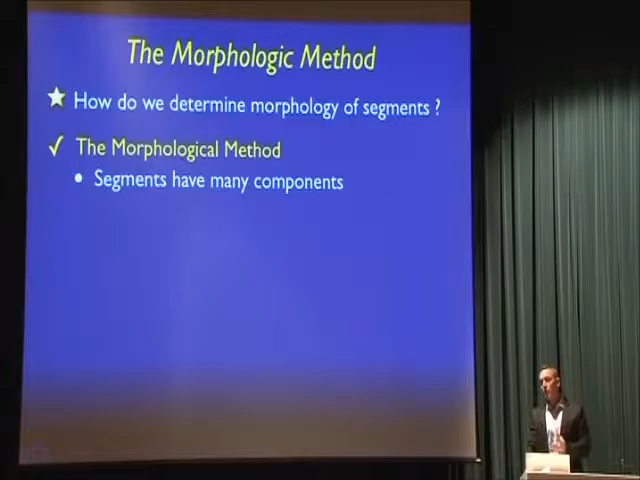 The Morphologic Method
How do we determine morphology of segments ?
The Morphological Method
Segments have many components